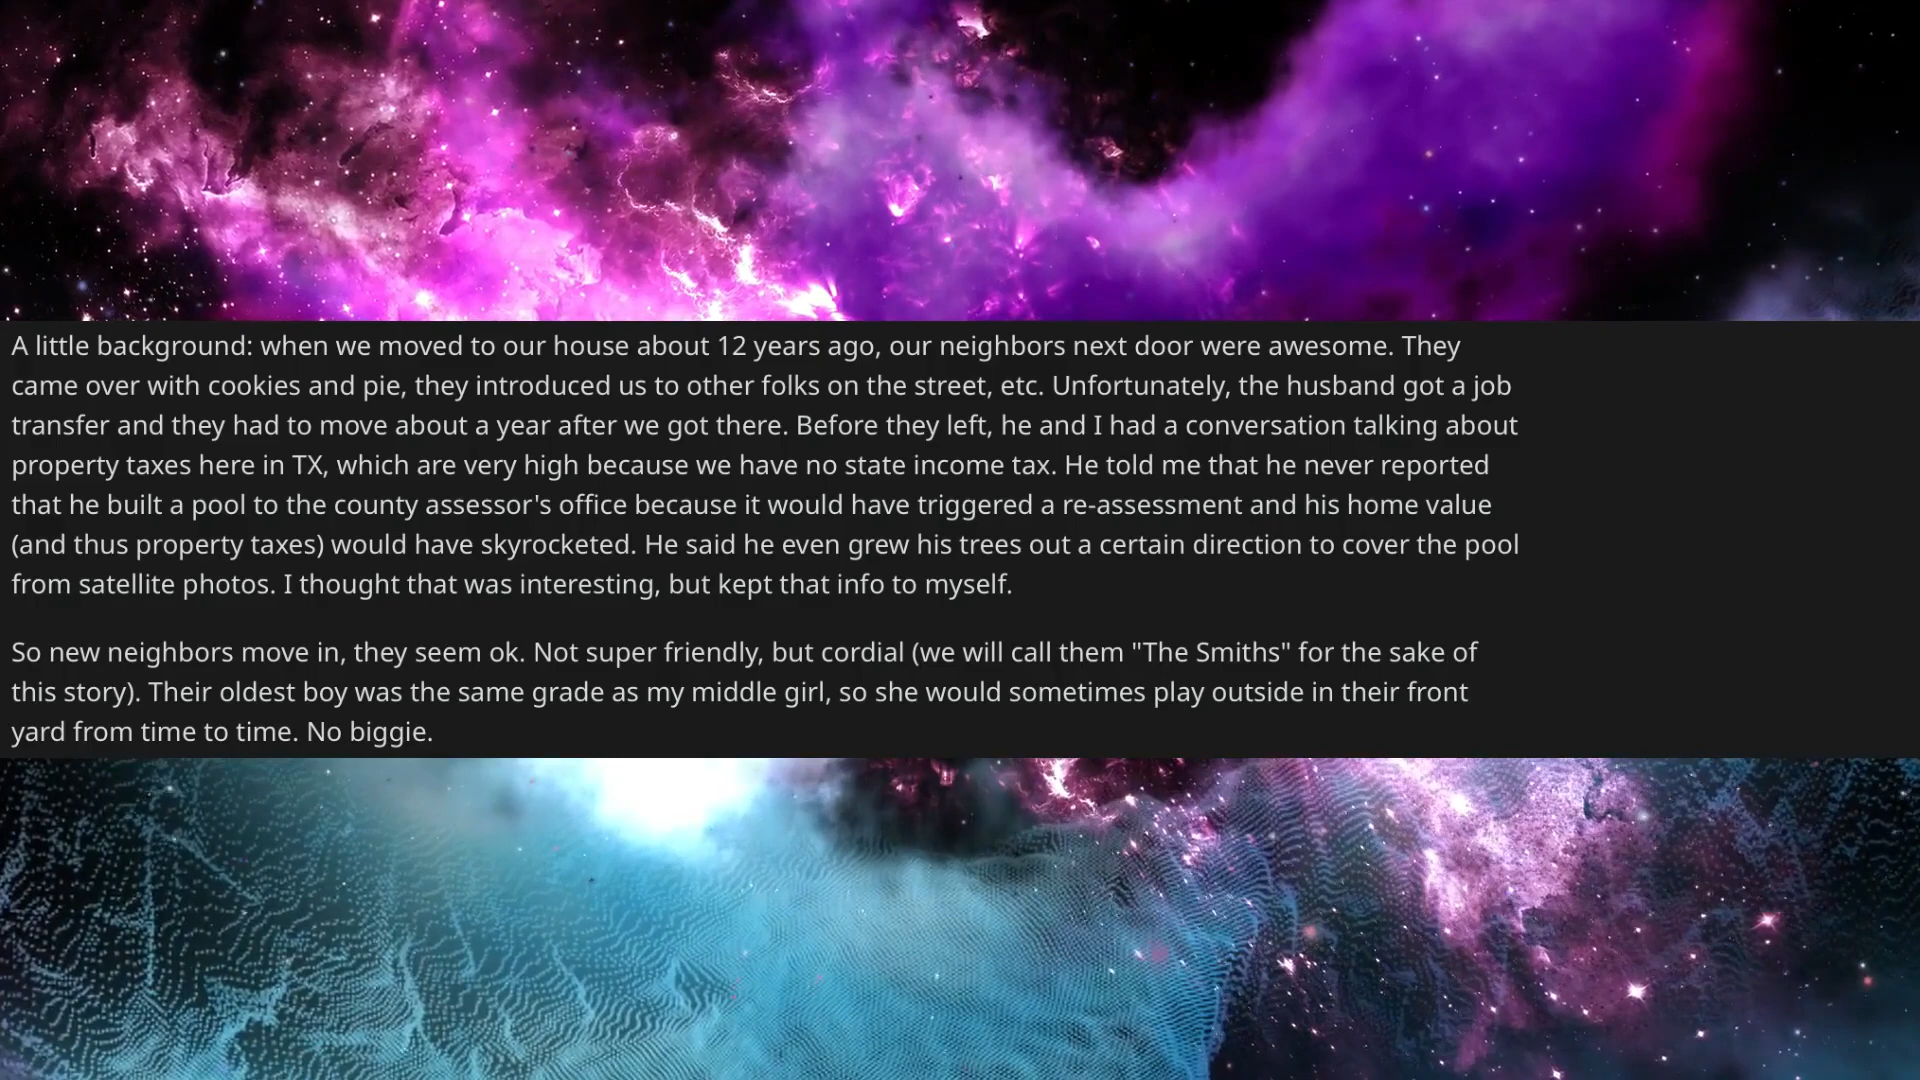 A little background: when we moved to our house about 12 years ago, our neighbors next door were awesome. They
came over with cookies and pie, they introduced us to other folks on the street, etc. Unfortunately, the husband got a job
transfer and they had to move about a year after we got there. Before they left, he and I had a conversation talking about
property taxes here in TX, which are very high because we have no state income tax. He told me that he never reported
that he built a pool to the county assessor's office because it would have triggered a re-assessment and his home value
(and thus property taxes) would have skyrocketed. He said he even grew his trees out a certain direction to cover the pool
from satellite photos. I thought that was interesting, but kept that info to myself.
So new neighbors move in, they seem ok. Not super friendly, but cordial (we will call them "The Smiths" for the sake of
this story). Their oldest boy was the same grade as my middle girl, so she would sometimes play outside in their front
yard from time to time. No biggie.